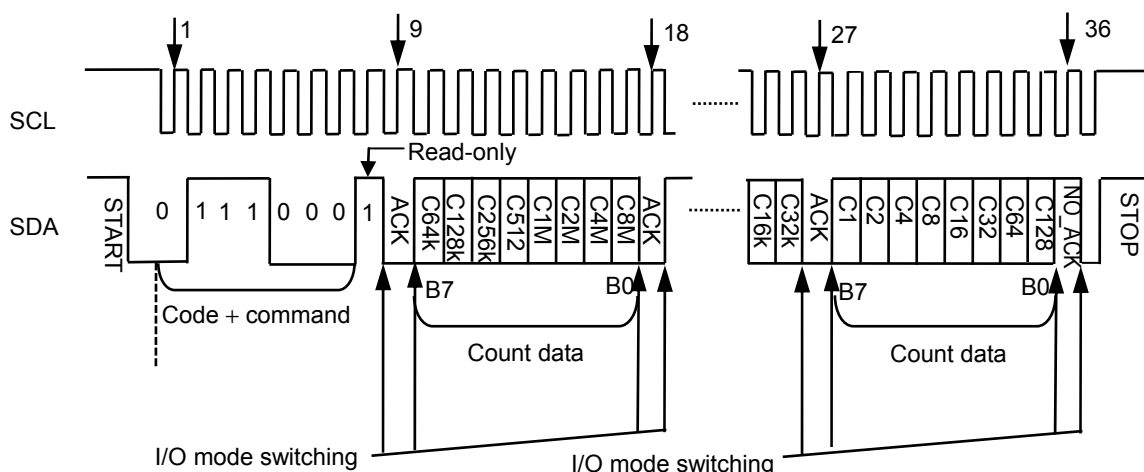 1 9 18 27 36
SCL
Read-only
SDA
START 0 1 1 1 0 0 0 1 ACK C64k C128k C256k C512 C1M C2M C4M C8M ACK C16k C32k ACK C1 C2 C4 C8 C16 C32 C64 C128 NO_ACK STOP
B7 B0 B7 B0
Code + command
Count data Count data
I/O mode switching I/O mode switching